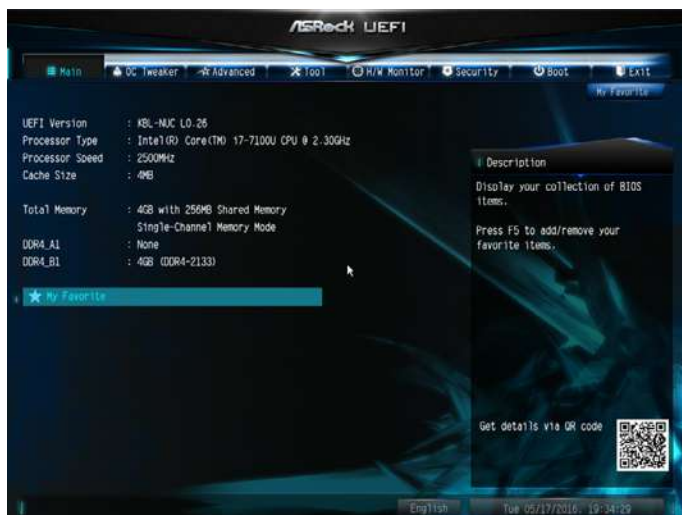 ASRock UEFI
Main
OC Tweaker
Advanced
Tool
H/W Monitor
Security
Boot
Exit
My Favorite
UEFI Version : KBL-NUC L0.26
Processor Type : Intel(R) Core(TM) i7-7100U CPU @ 2.30GHz
Processor Speed : 2500MHz
Cache Size : 4MB
Total Memory : 4GB with 256MB Shared Memory
Single-Channel Memory Mode
DDR4_A1 : None
DDR4_B1 : 4GB (DDR4-2133)
My Favorite
Description
Display your collection of BIOS
items.
Press F5 to add/remove your
favorite items.
Get details via QR code
English
Tue 05/17/2016. 19:34:29